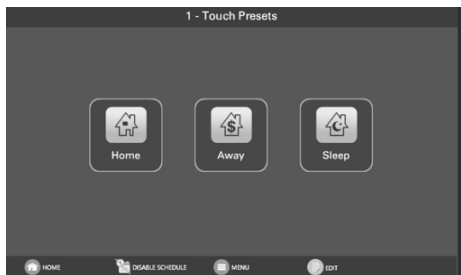 1 - Touch Presets
Home Away Sleep
HOME DISABLE SCHEDULE MENU EDIT